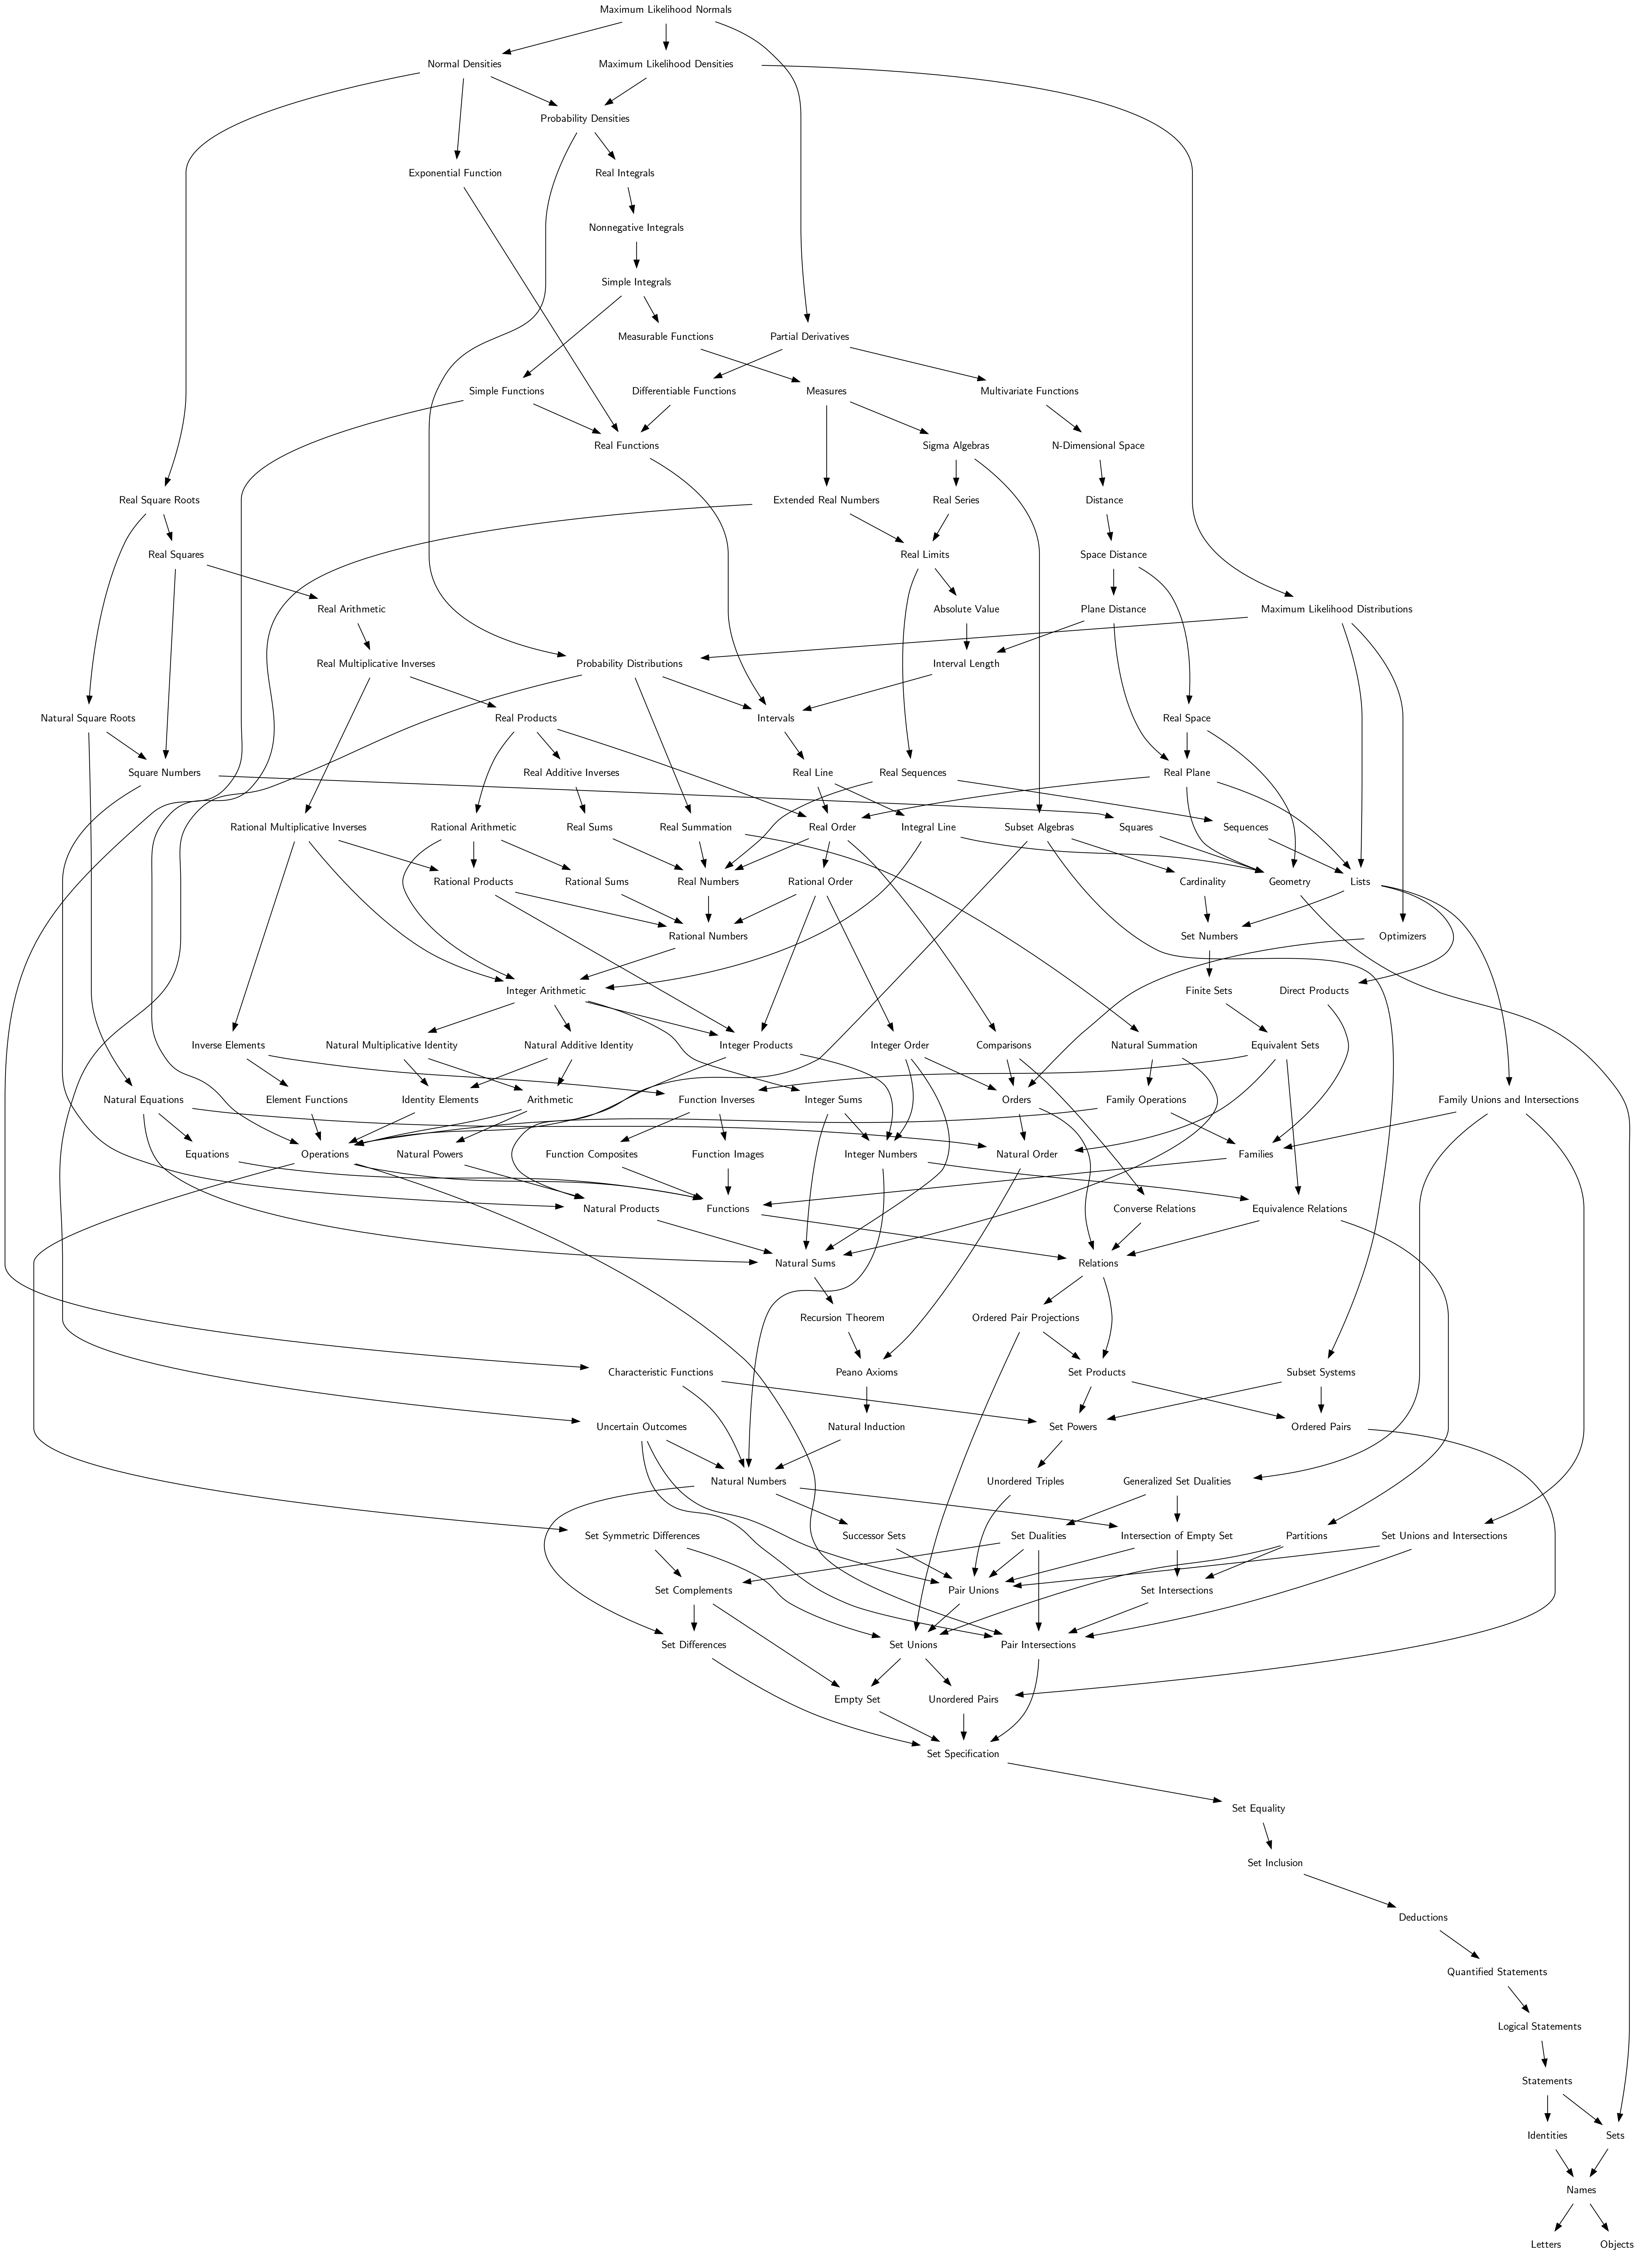 Maximum Likelihood Normals
Normal Densities
Maximum Likelihood Densities
Probability Densities
Exponential Function
Real Integrals
Nonnegative Integrals
Simple Integrals
Measurable Functions
Partial Derivatives
Simple Functions
Differentiable Functions
Measures
Multivariate Functions
Real Functions
Sigma Algebras
N-Dimensional Space
Real Square Roots
Extended Real Numbers
Real Series
Distance
Real Squares
Real Limits
Space Distance
Real Arithmetic
Absolute Value
Plane Distance
Maximum Likelihood Distributions
Real Multiplicative Inverses
Probability Distributions
Interval Length
Natural Square Roots
Real Products
Intervals
Real Space
Square Numbers
Real Additive Inverses
Real Line
Real Sequences
Real Plane
Rational Multiplicative Inverses
Rational Arithmetic
Real Sums
Real Summation
Real Order
Integral Line
Subset Algebras
Squares
Sequences
Rational Products
Rational Sums
Real Numbers
Rational Order
Cardinality
Geometry
Lists
Rational Numbers
Set Numbers
Optimizers
Integer Arithmetic
Finite Sets
Direct Products
Inverse Elements
Natural Multiplicative Identity
Natural Additive Identity
Integer Products
Integer Order
Comparisons
Natural Summation
Equivalent Sets
Natural Equations
Element Functions
Identity Elements
Arithmetic
Function Inverses
Integer Sums
Orders
Family Operations
Family Unions and Intersections
Equations
Operations
Natural Powers
Function Composites
Function Images
Integer Numbers
Natural Order
Families
Natural Products
Functions
Converse Relations
Equivalence Relations
Natural Sums
Relations
Recursion Theorem
Ordered Pair Projections
Characteristic Functions
Peano Axioms
Set Products
Subset Systems
Uncertain Outcomes
Natural Induction
Set Powers
Ordered Pairs
Natural Numbers
Unordered Triples
Generalized Set Dualities
Set Symmetric Differences
Successor Sets
Set Dualities
Intersection of Empty Set
Partitions
Set Unions and Intersections
Set Complements
Pair Unions
Set Intersections
Set Differences
Set Unions
Pair Intersections
Empty Set
Unordered Pairs
Set Specification
Set Equality
Set Inclusion
Deductions
Quantified Statements
Logical Statements
Statements
Identities
Sets
Names
Letters
Objects